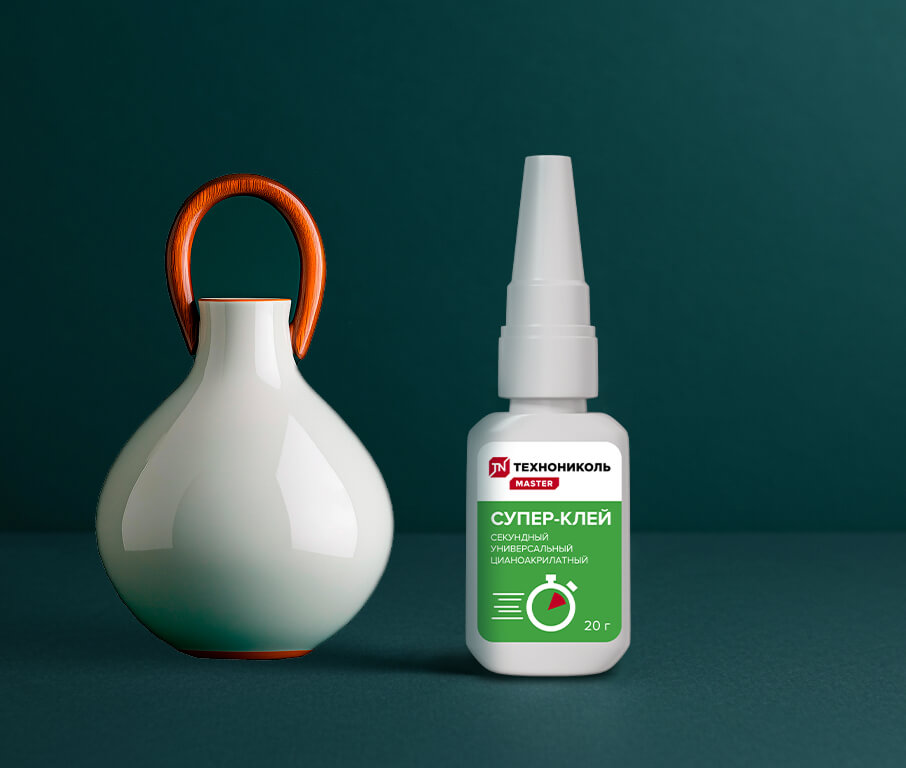 TN ТЕХНОНИКОЛЬ
MASTER
СУПЕР-КЛЕЙ
СЕКУНДНЫЙ
УНИВЕРСАЛЬНЫЙ
ЦИАНОАКРИЛАТНЫЙ
20 г